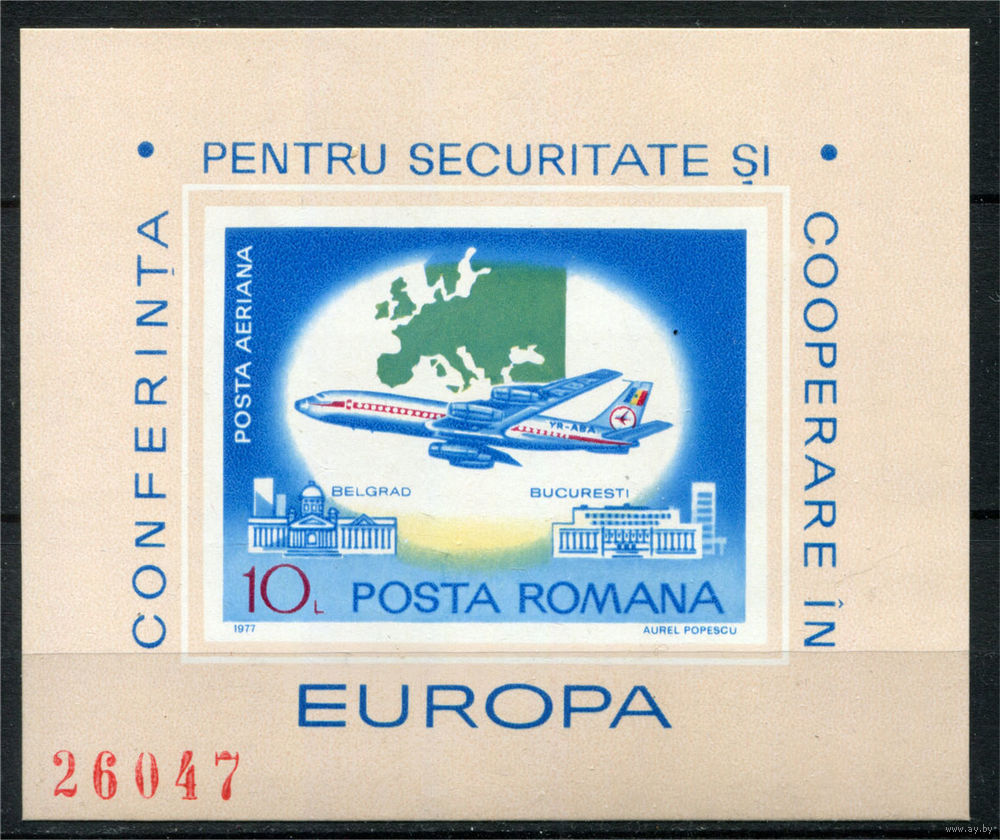 CONFERINȚA
• PENTRU SECURITATE ȘI •
COOPERARE ÎN
EUROPA
POSTA AERIANA
YR-ABA
BELGRAD
BUCURESTI
10L POSTA ROMANA
1977
AUREL POPESCU
26047
www.ay.by